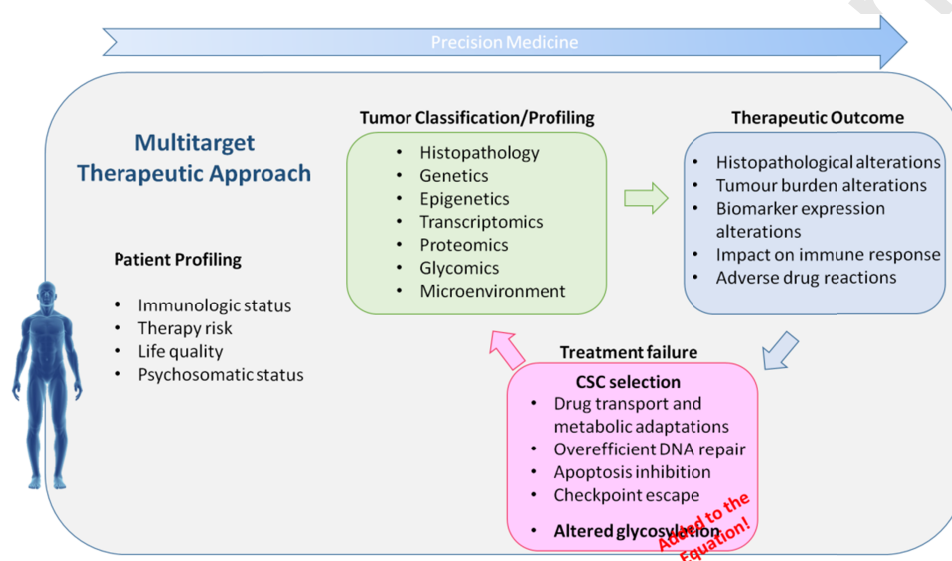 Precision Medicine
Multitarget
Therapeutic Approach
Patient Profiling
• Immunologic status
• Therapy risk
• Life quality
• Psychosomatic status
Tumor Classification/Profiling
• Histopathology
• Genetics
• Epigenetics
• Transcriptomics
• Proteomics
• Glycomics
• Microenvironment
Therapeutic Outcome
• Histopathological alterations
• Tumour burden alterations
• Biomarker expression
alterations
• Impact on immune response
• Adverse drug reactions
Treatment failure
CSC selection
• Drug transport and
metabolic adaptations
• Overefficient DNA repair
• Apoptosis inhibition
• Checkpoint escape
• Altered glycosylation
Added to the
Equation!